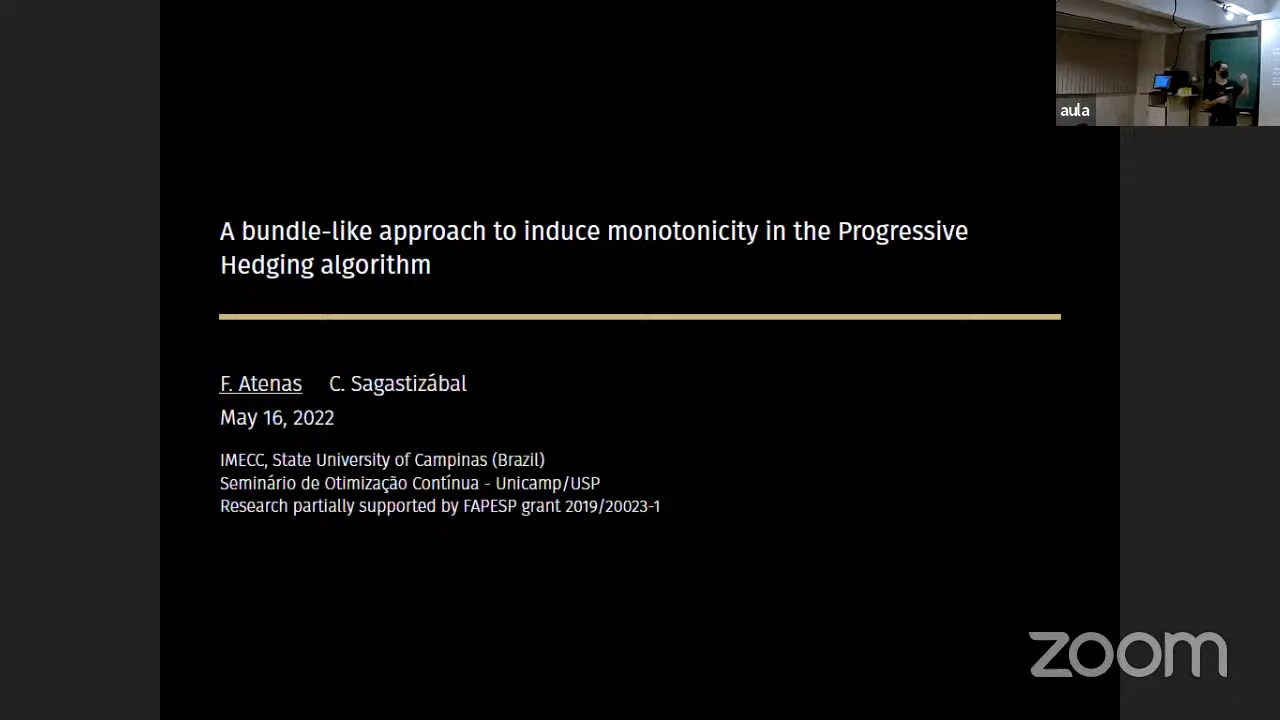 aula
A bundle-like approach to induce monotonicity in the Progressive
Hedging algorithm
F. Atenas C. Sagastizábal
May 16, 2022
IMECC, State University of Campinas (Brazil)
Seminário de Otimização Contínua - Unicamp/USP
Research partially supported by FAPESP grant 2019/20023-1
zoom